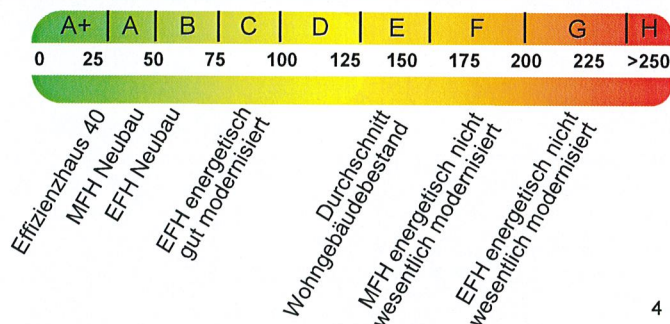 A+ A B C D E F G H
0 25 50 75 100 125 150 175 200 225 >250
Effizienzhaus 40
MFH Neubau
EFH Neubau
EFH energetisch
gut modernisiert
Durchschnitt
Wohngebäudebestand
MFH energetisch nicht
wesentlich modernisiert
EFH energetisch nicht
wesentlich modernisiert
4